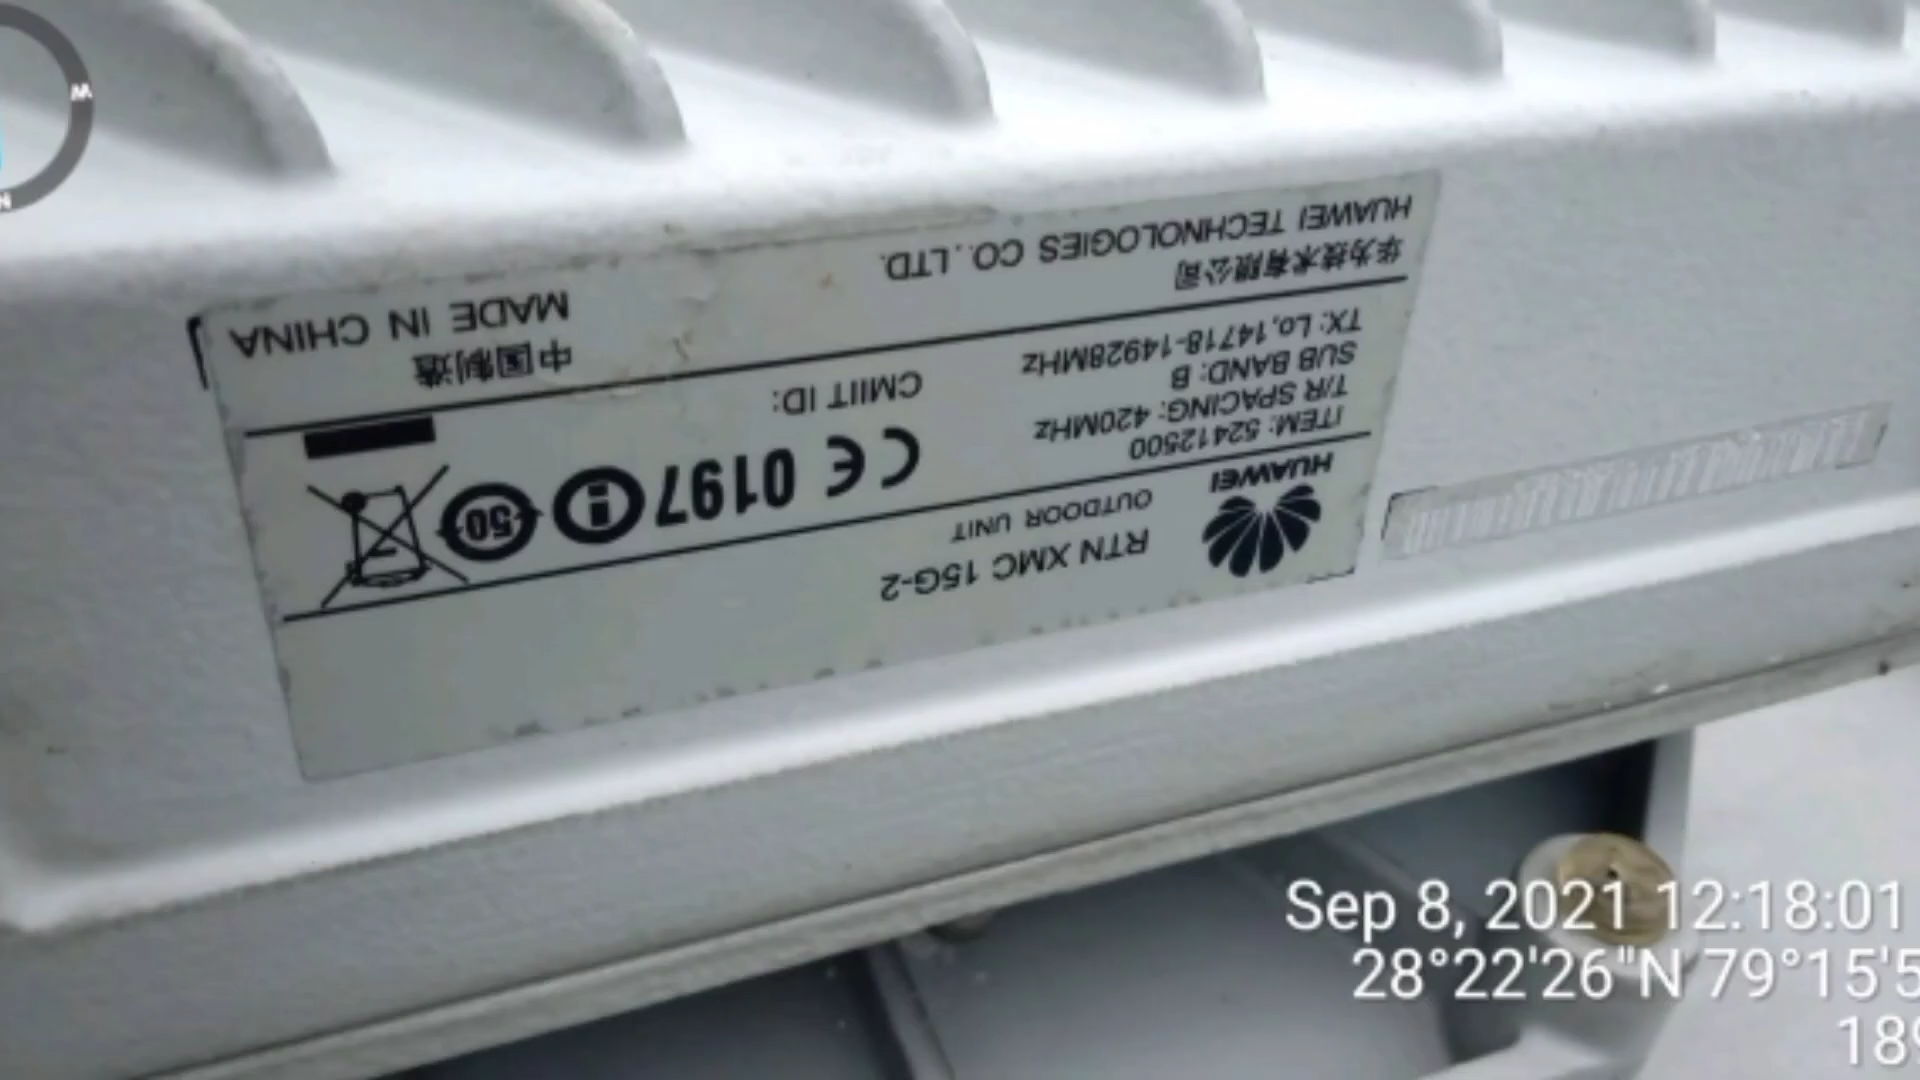 HUAWEI
RTN XMC 15G-2
OUTDOOR UNIT
ITEM: 52412500
T/R SPACING: 420MHz
SUB BAND: B
TX: Lo,14718-14928MHz
CE 0197
50
CMIIT ID:
华为技术有限公司
HUAWEI TECHNOLOGIES CO.,LTD.
中国制造
MADE IN CHINA
W
N
Sep 8, 2021 12:18:01
28°22'26"N 79°15'5
189